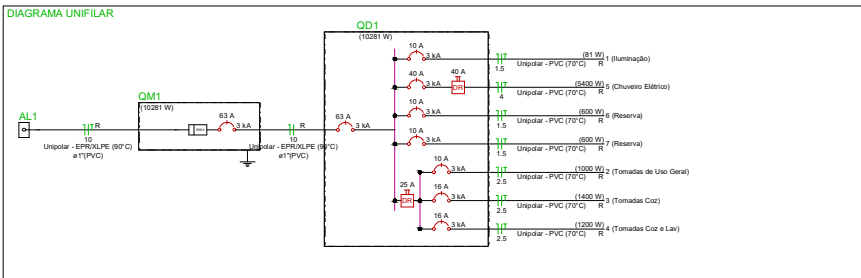 DIAGRAMA UNIFILAR
QD1
(10281 W)
10 A
3 kA
1.5
Unipolar - PVC (70°C)
(81 W)
R
1 (Iluminação)
40 A
3 kA
40 A
DR
4
Unipolar - PVC (70°C)
(5400 W)
R
5 (Chuveiro Elétrico)
AL1
R
10
Unipolar - EPR/XLPE (90°C)
ø1"(PVC)
QM1
(10281 W)
63 A
3 kA
R
10
Unipolar - EPR/XLPE (90°C)
ø1"(PVC)
63 A
3 kA
10 A
3 kA
1.5
Unipolar - PVC (70°C)
(600 W)
R
6 (Reserva)
10 A
3 kA
1.5
Unipolar - PVC (70°C)
(600 W)
R
7 (Reserva)
25 A
DR
10 A
3 kA
2.5
Unipolar - PVC (70°C)
(1000 W)
R
2 (Tomadas de Uso Geral)
16 A
3 kA
2.5
Unipolar - PVC (70°C)
(1400 W)
R
3 (Tomadas Coz)
16 A
3 kA
2.5
Unipolar - PVC (70°C)
(1200 W)
R
4 (Tomadas Coz e Lav)